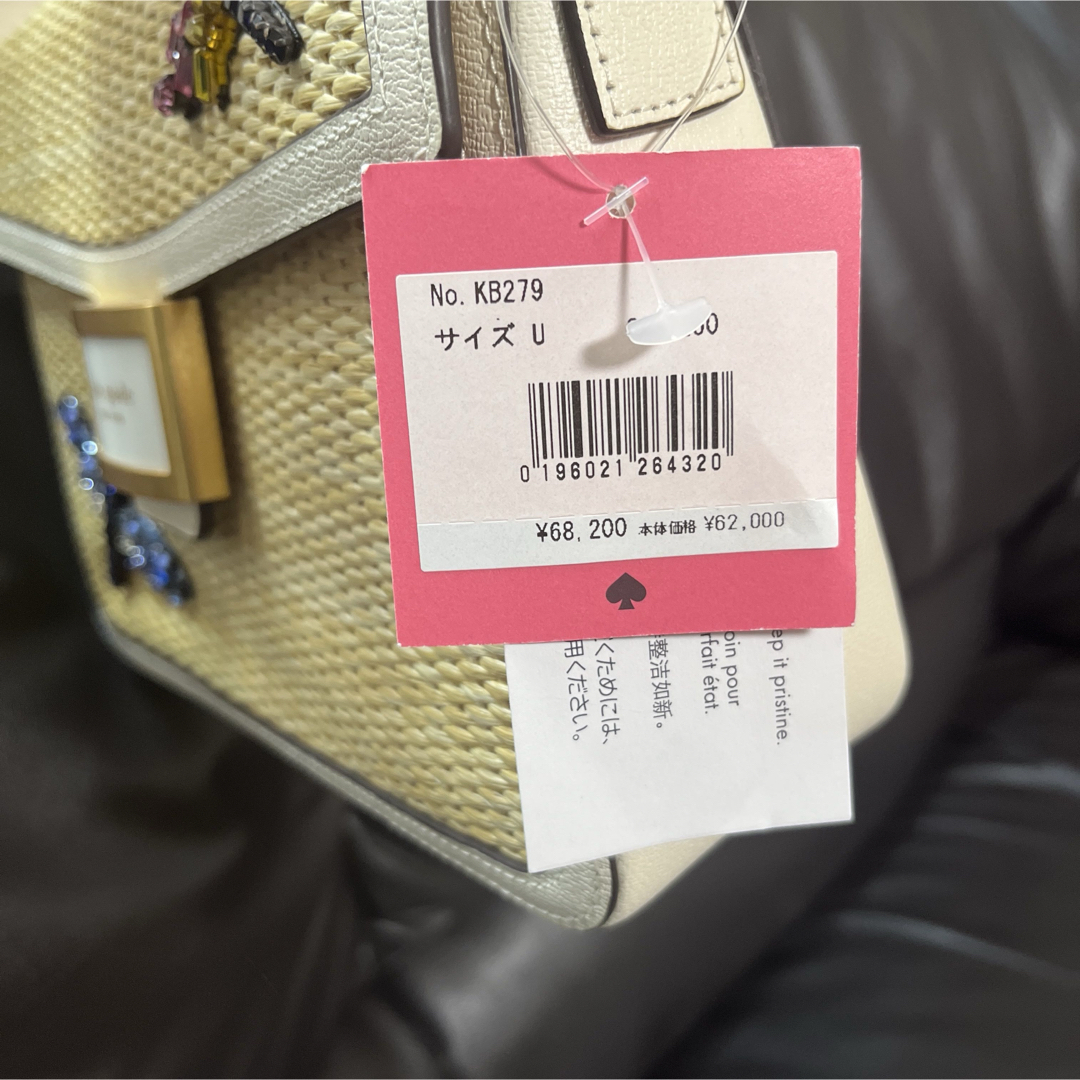 No. KB279
サイズ U
0 196021 264320
¥68,200 本体価格 ¥62,000
ep it pristine.
oin pour
rfait état.
整洁如新。
くためには、
用ください。